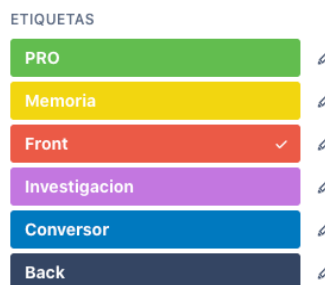 ETIQUETAS
PRO
Memoria
Front
Investigacion
Conversor
Back